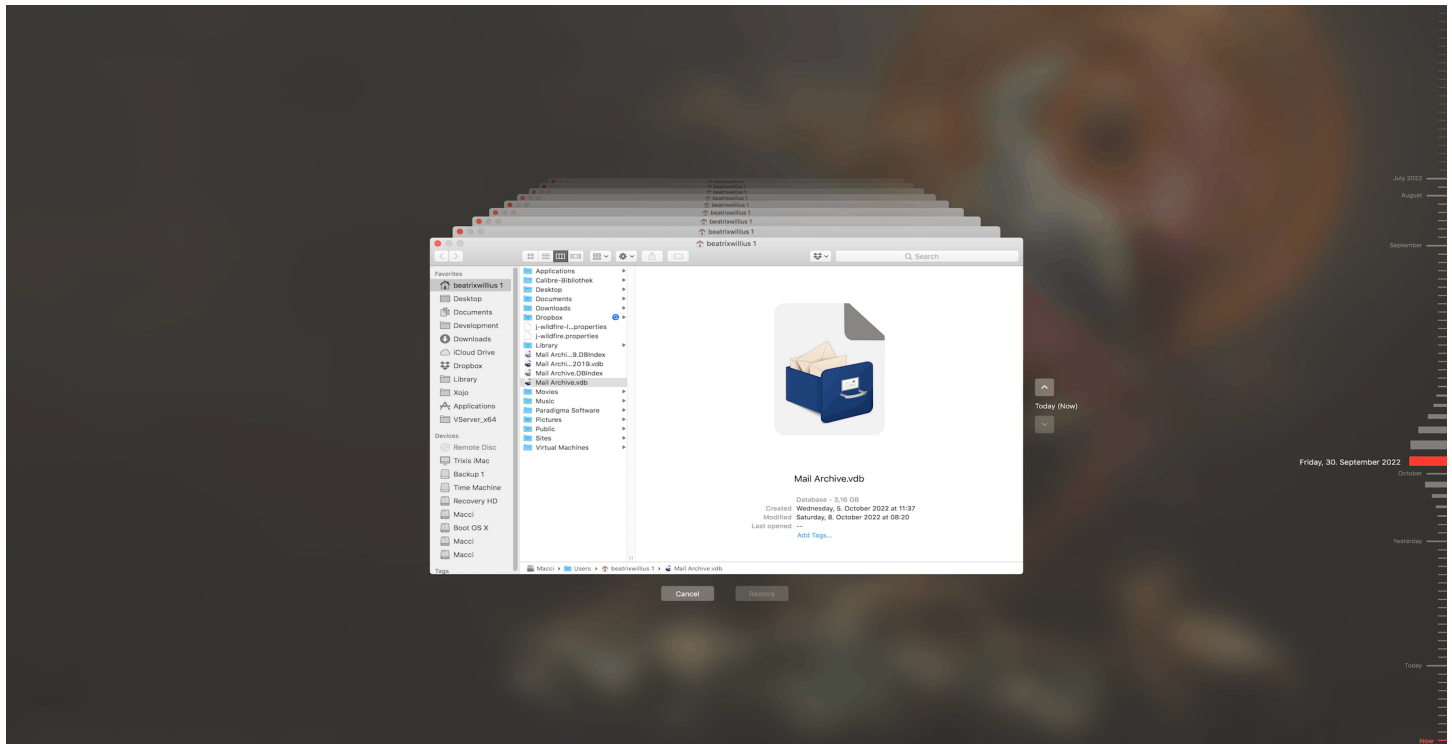 beatrixwillius 1
beatrixwillius 1
beatrixwillius 1
beatrixwillius 1
beatrixwillius 1
beatrixwillius 1
beatrixwillius 1
Search
Favorites
beatrixwillius 1
Desktop
Documents
Development
Downloads
iCloud Drive
Dropbox
Library
Xojo
Applications
VServer_x64
Devices
Remote Disc
Trixis iMac
Backup 1
Time Machine
Recovery HD
Macci
Boot OS X
Macci
Macci
Tags
Applications
Calibre-Bibliothek
Desktop
Documents
Downloads
Dropbox
j-wildfire-l...properties
j-wildfire.properties
Library
Mail Archi...9.DBIndex
Mail Archi...2019.vdb
Mail Archive.DBIndex
Mail Archive.vdb
Movies
Music
Paradigma Software
Pictures
Public
Sites
Virtual Machines
Mail Archive.vdb
Database - 3,16 GB
Created Wednesday, 5. October 2022 at 11:37
Modified Saturday, 8. October 2022 at 08:20
Last opened --
Add Tags...
Macci › Users › beatrixwillius 1 › Mail Archive.vdb
Cancel
Restore
Today (Now)
July 2022
August
September
Friday, 30. September 2022
October
Yesterday
Today
Now